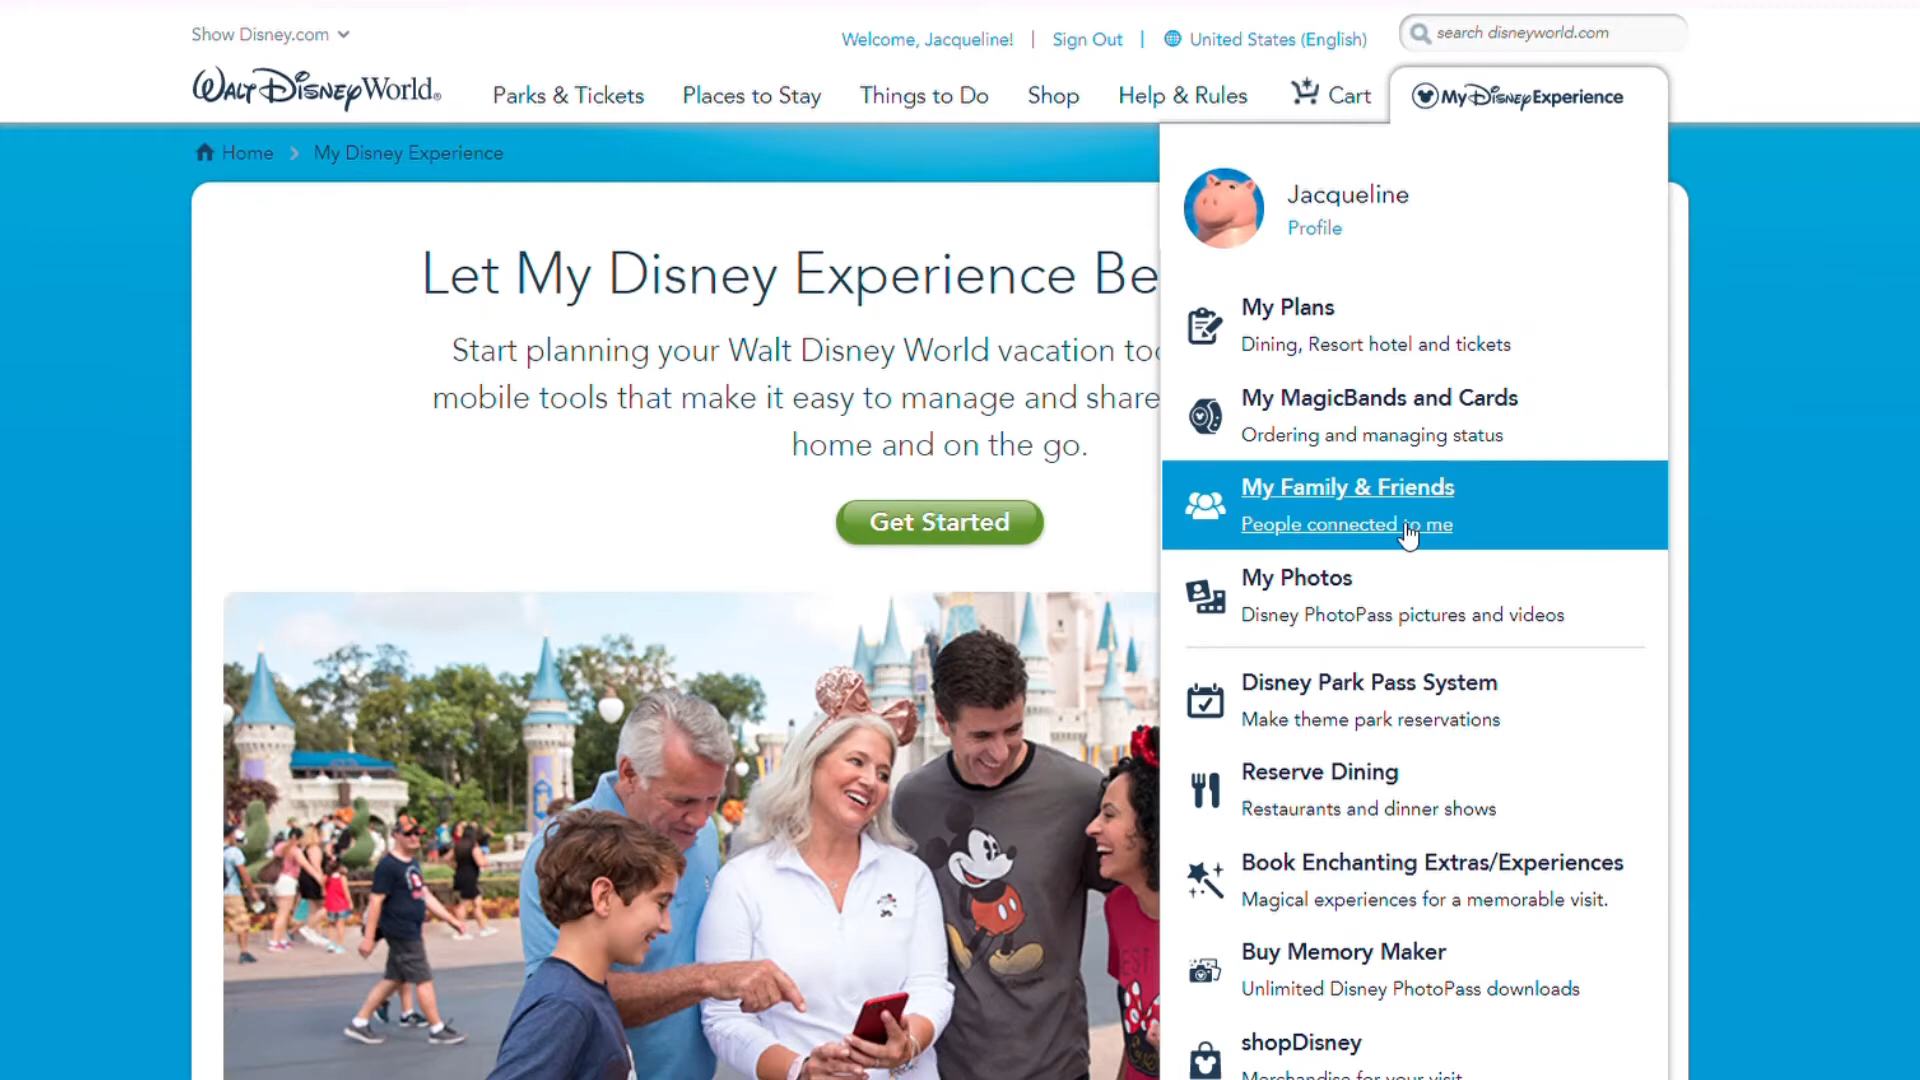 Show Disney.com
Welcome, Jacqueline! | Sign Out | United States (English)
search disneyworld.com
Walt Disney World®
Parks & Tickets
Places to Stay
Things to Do
Shop
Help & Rules
Cart
My Disney Experience
Home > My Disney Experience
Let My Disney Experience Be
Start planning your Walt Disney World vacation
mobile tools that make it easy to manage and share
home and on the go.
Get Started
Jacqueline
Profile
My Plans
Dining, Resort hotel and tickets
My MagicBands and Cards
Ordering and managing status
My Family & Friends
People connected to me
My Photos
Disney PhotoPass pictures and videos
Disney Park Pass System
Make theme park reservations
Reserve Dining
Restaurants and dinner shows
Book Enchanting Extras/Experiences
Magical experiences for a memorable visit.
Buy Memory Maker
Unlimited Disney PhotoPass downloads
shopDisney
Merchandise for your visit